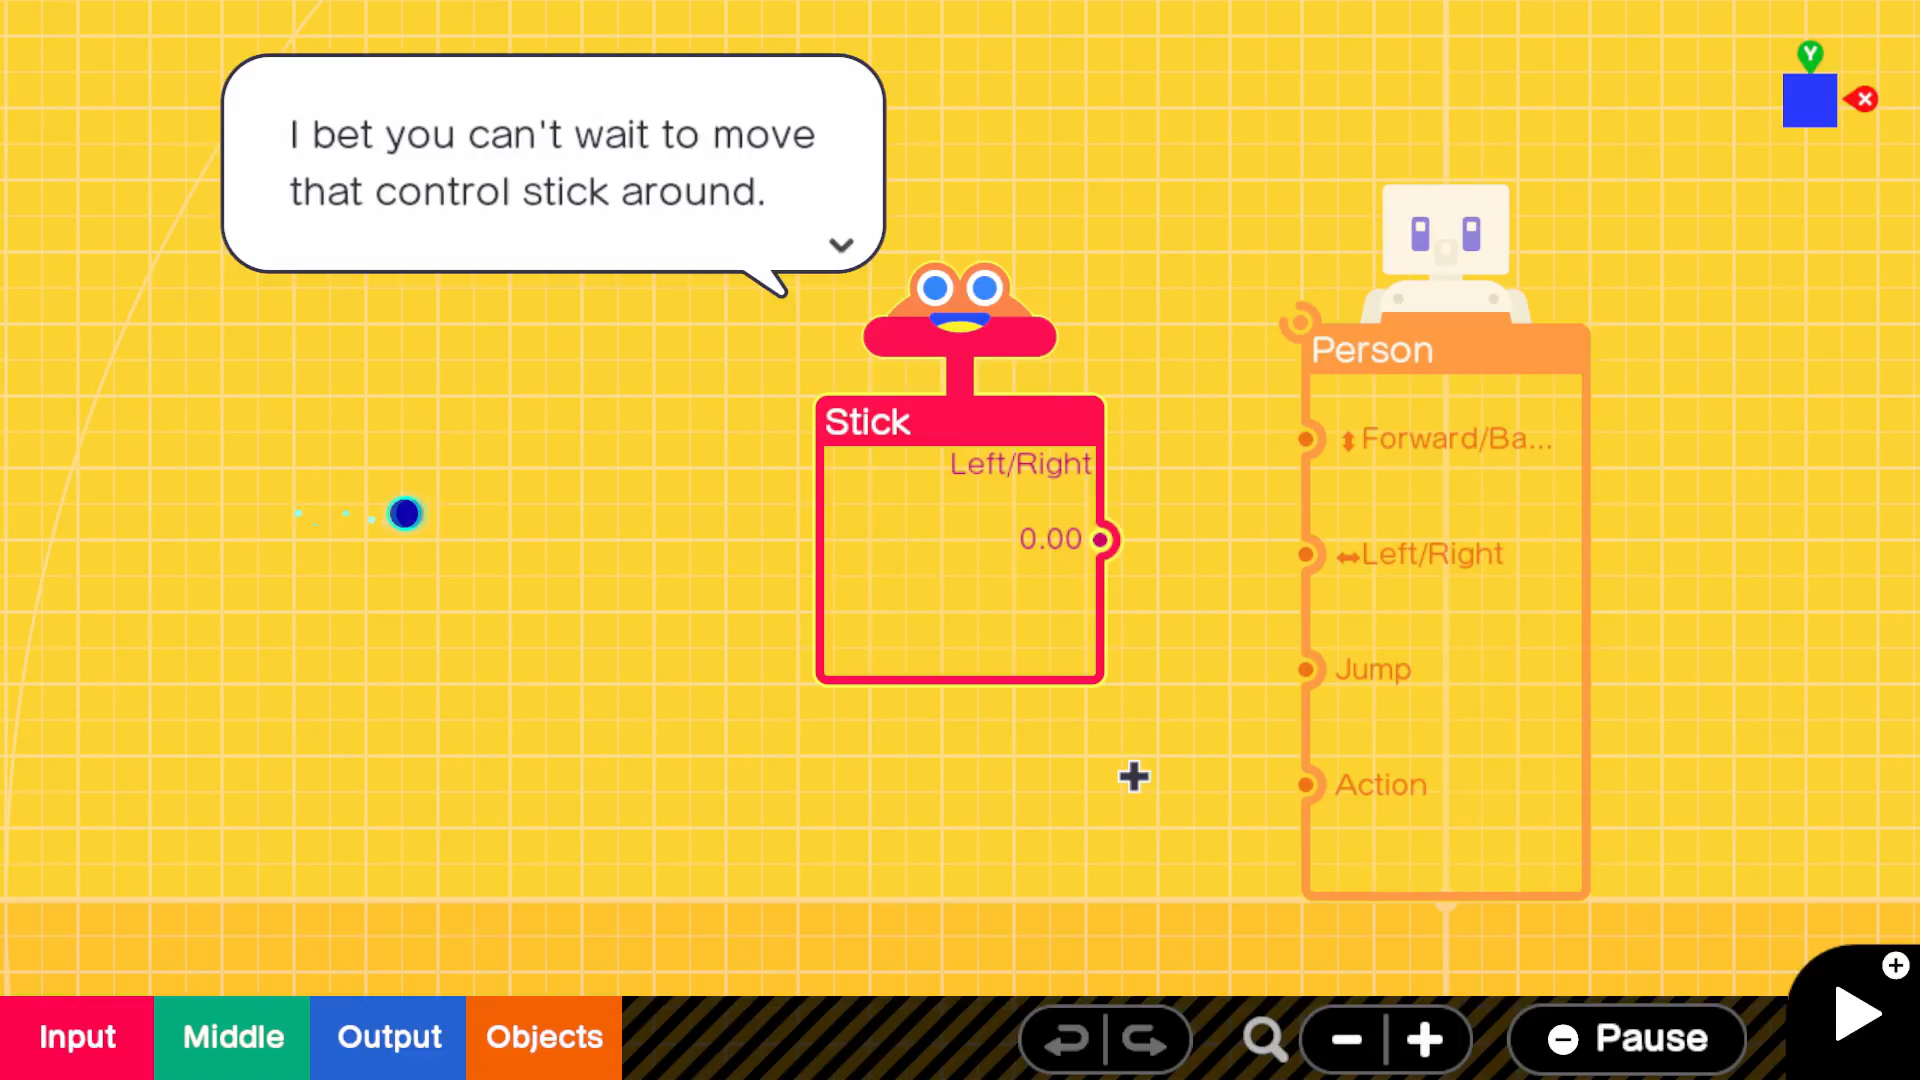 I bet you can't wait to move
that control stick around.
Y
X
Person
Stick
Left/Right
Forward/Ba...
0.00
Left/Right
Jump
Action
Input
Middle
Output
Objects
Pause